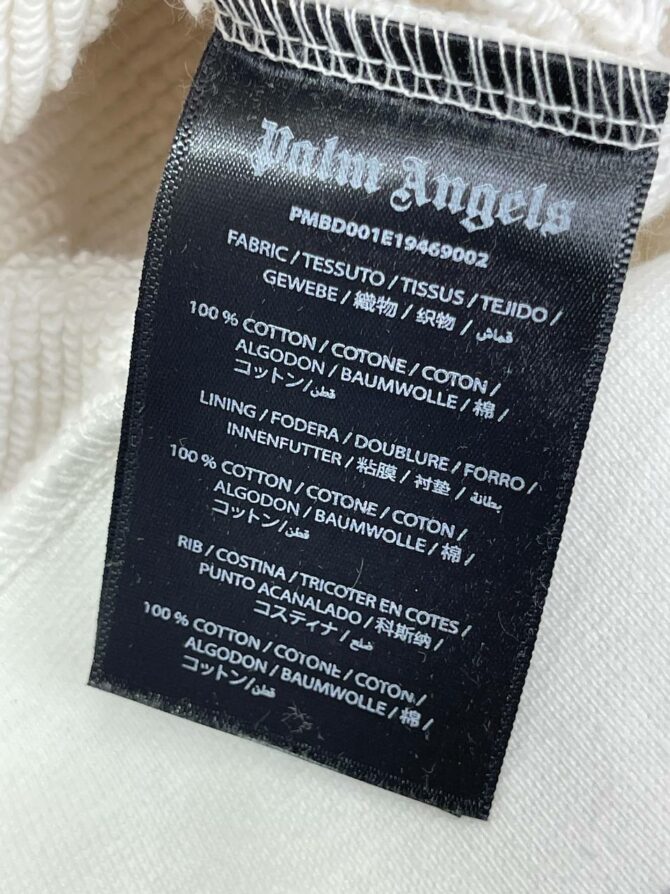 Palm Angels
PMBD001E19469002
FABRIC / TESSUTO / TISSUS / TEJIDO /
GEWEBE / 織物 / 织物 / قماش
100 % COTTON / COTONE / COTON /
ALGODON / BAUMWOLLE / 棉 /
コットン/قطن
LINING / FODERA / DOUBLURE / FORRO /
INNENFUTTER / 粘膜 / 衬垫 / بطانة
100 % COTTON / COTONE / COTON /
ALGODON / BAUMWOLLE / 棉 /
コットン/قطن
RIB / COSTINA / TRICOTER EN COTES /
PUNTO ACANALADO / 科斯纳 /
コスティナ / ضلع
100 % COTTON / COTONE / COTON /
ALGODON / BAUMWOLLE / 棉 /
コットン/قطن